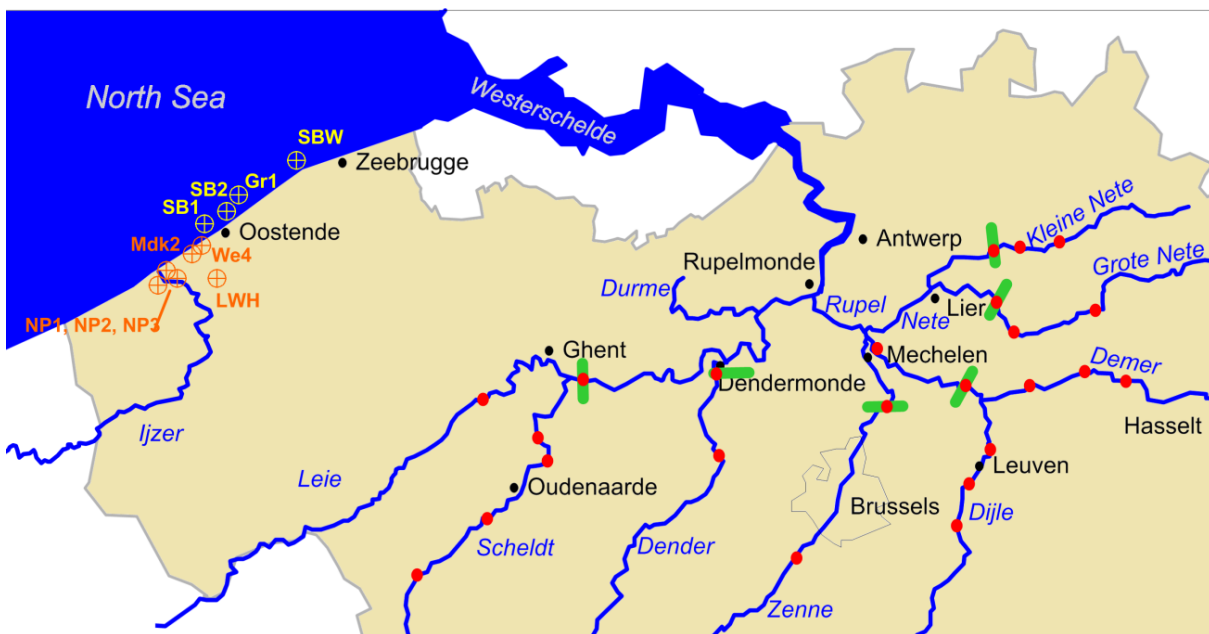 North Sea
Westerschelde
SBW
Zeebrugge
Gr1
SB2
SB1
Oostende
Mdk2
We4
LWH
NP1, NP2, NP3
Kleine Nete
Antwerp
Grote Nete
Rupelmonde
Durme
Rupel
Nete
Lier
Ghent
Mechelen
Demer
Dendermonde
Hasselt
Ijzer
Leie
Oudenaarde
Leuven
Brussels
Dijle
Scheldt
Dender
Zenne